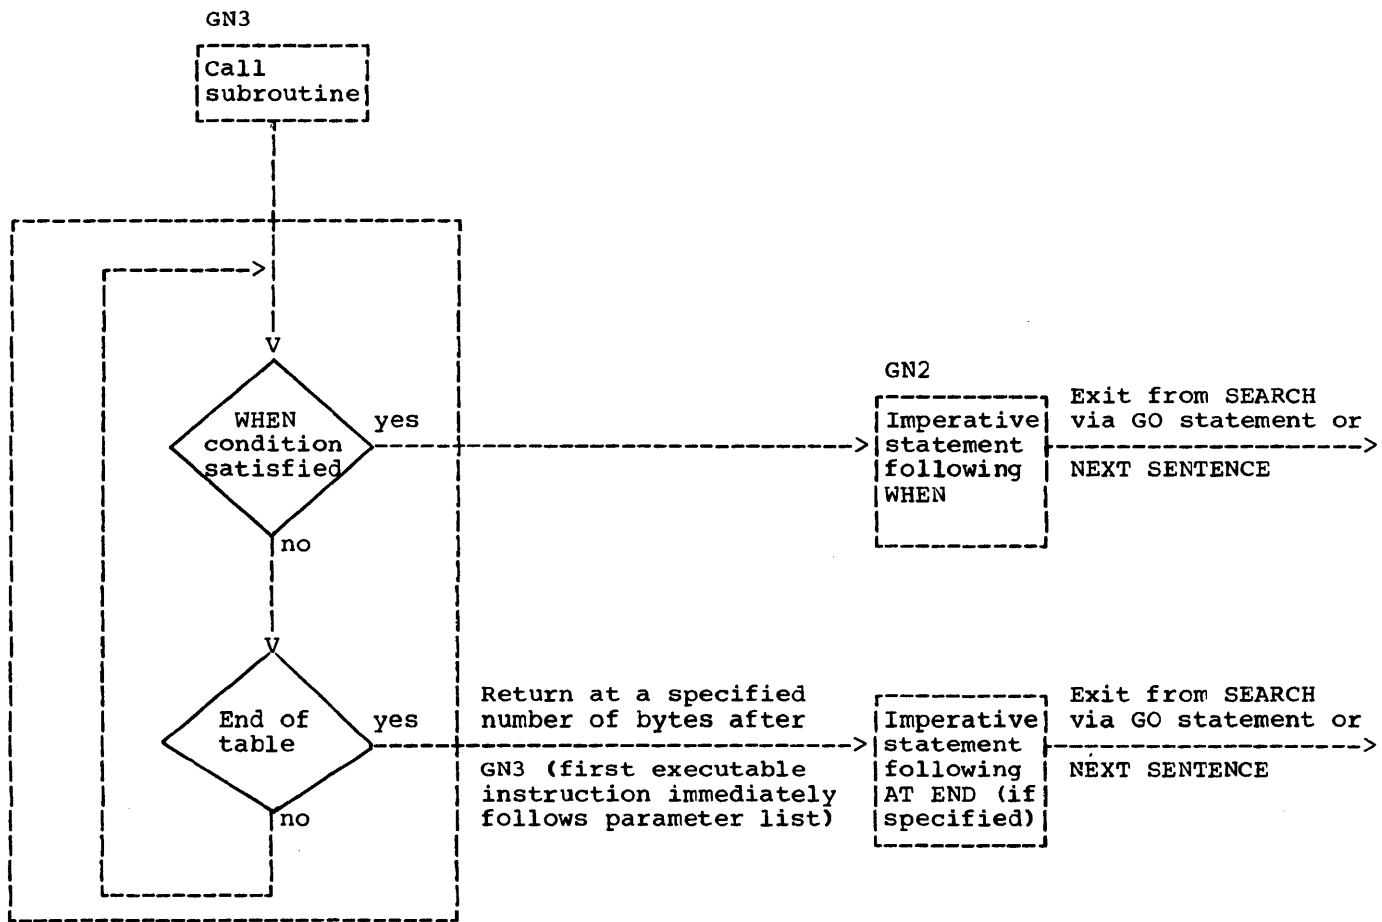 GN3
Call
subroutine
V
WHEN
condition
satisfied
yes
no
GN2
Imperative
statement
following
WHEN
Exit from SEARCH
via GO statement or
NEXT SENTENCE
V
End of
table
yes
no
Return at a specified
number of bytes after
GN3 (first executable
instruction immediately
follows parameter list)
Imperative
statement
following
AT END (if
specified)
Exit from SEARCH
via GO statement or
NEXT SENTENCE